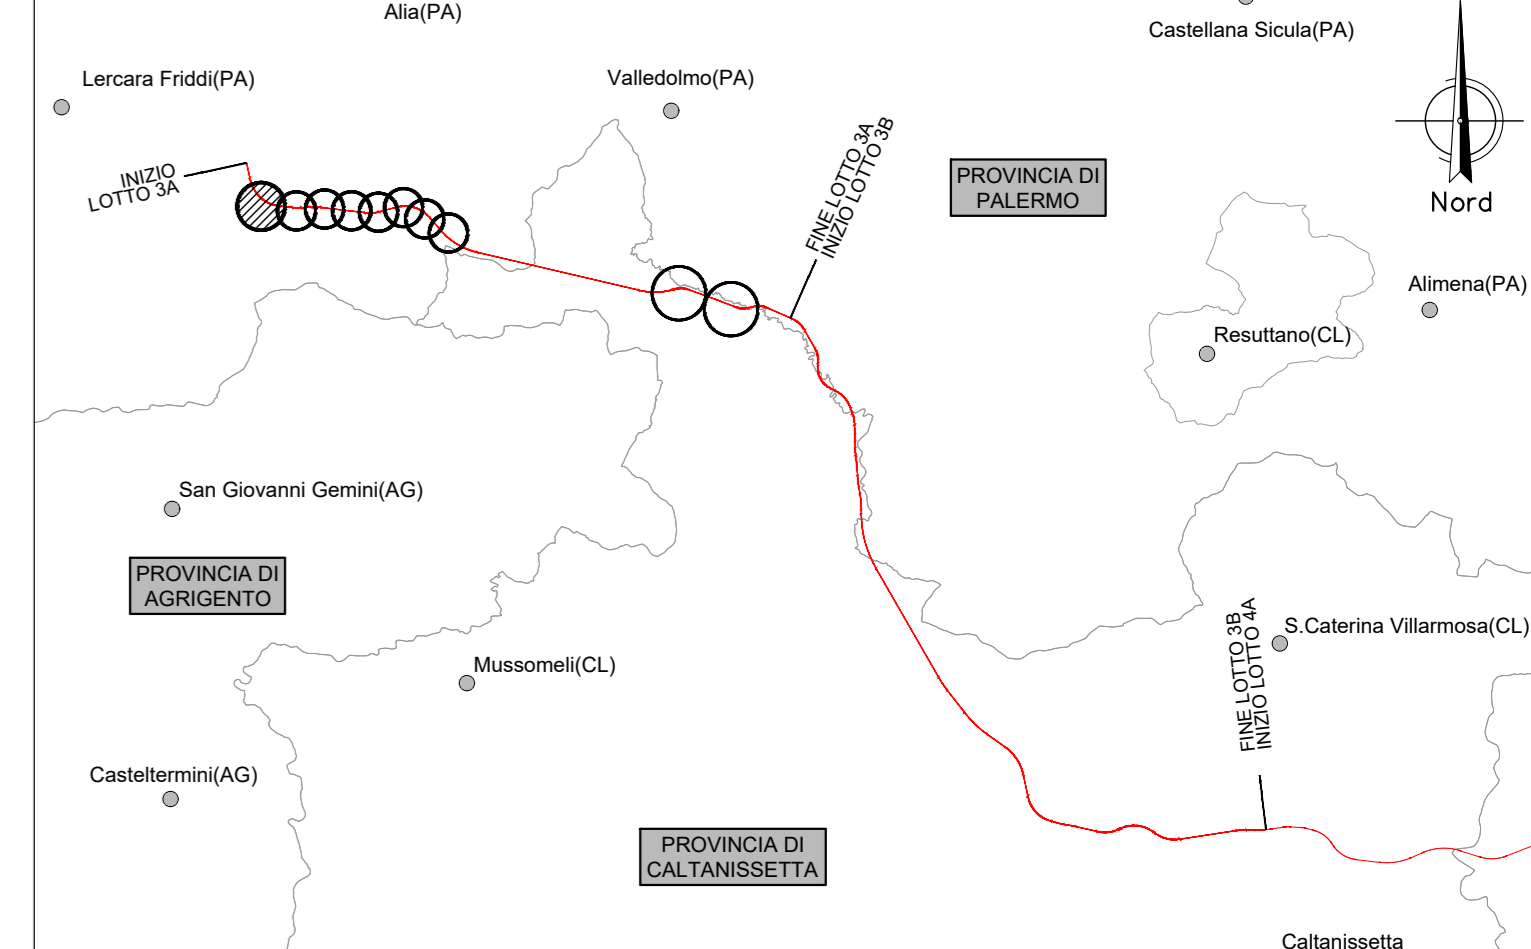 Alia(PA)
Castellana Sicula(PA)
Lercara Friddi(PA)
Valledolmo(PA)
INIZIO
LOTTO 3A
FINE LOTTO 3A
INIZIO LOTTO 3B
PROVINCIA DI
PALERMO
Nord
Alimena(PA)
Resuttano(CL)
San Giovanni Gemini(AG)
PROVINCIA DI
AGRIGENTO
FINE LOTTO 3B
INIZIO LOTTO 4A
S.Caterina Villarmosa(CL)
Mussomeli(CL)
Casteltermini(AG)
PROVINCIA DI
CALTANISSETTA
Caltanissetta